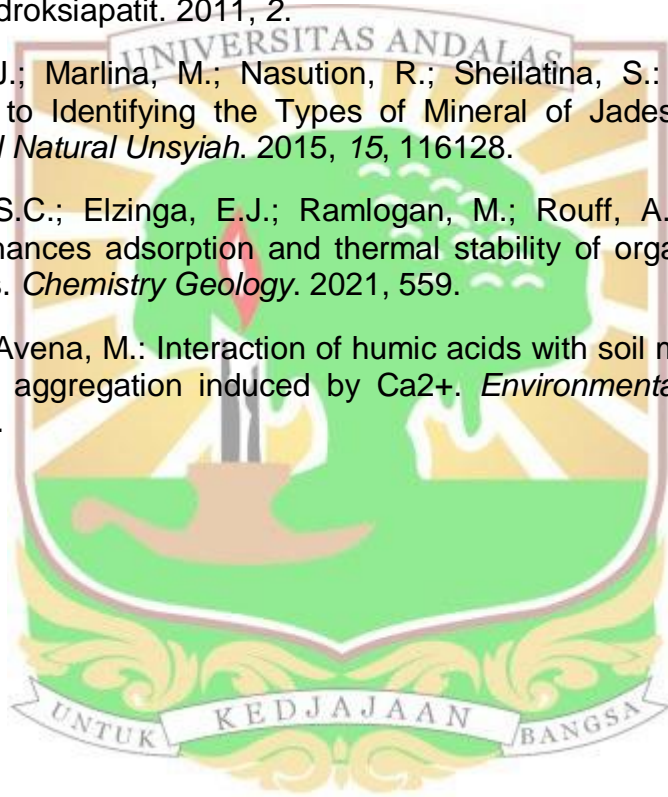 droksiapatit. 2011, 2.
UNIVERSITAS ANDALAS
J.; Marlina, M.; Nasution, R.; Sheilatina, S.:
to Identifying the Types of Mineral of Jades
l Natural Unsyiah. 2015, 15, 116128.
S.C.; Elzinga, E.J.; Ramlogan, M.; Rouff, A.
hances adsorption and thermal stability of orga
s. Chemistry Geology. 2021, 559.
Avena, M.: Interaction of humic acids with soil m
aggregation induced by Ca2+. Environmenta
.
UNTUK KEDJAJAAN BANGSA